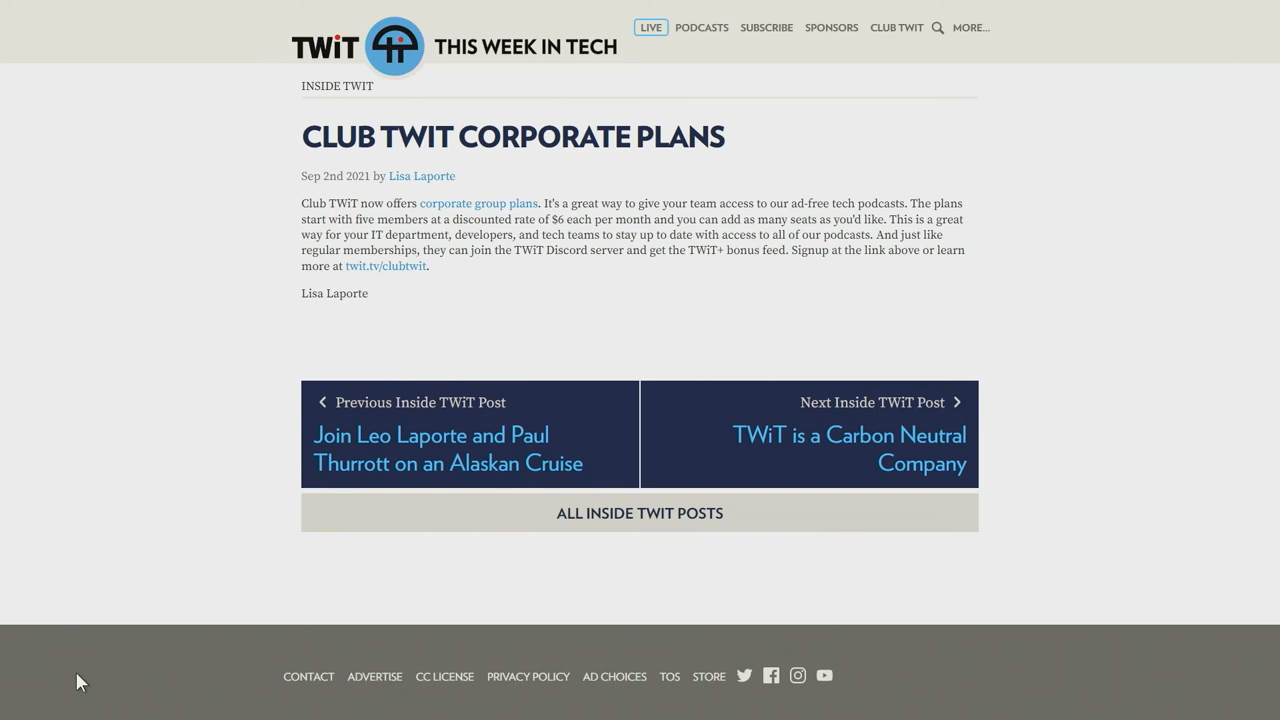 TWiT THIS WEEK IN TECH
LIVE PODCASTS SUBSCRIBE SPONSORS CLUB TWIT MORE...
INSIDE TWIT
CLUB TWIT CORPORATE PLANS
Sep 2nd 2021 by Lisa Laporte
Club TWiT now offers corporate group plans. It's a great way to give your team access to our ad-free tech podcasts. The plans
start with five members at a discounted rate of $6 each per month and you can add as many seats as you'd like. This is a great
way for your IT department, developers, and tech teams to stay up to date with access to all of our podcasts. And just like
regular memberships, they can join the TWiT Discord server and get the TWiT+ bonus feed. Signup at the link above or learn
more at twit.tv/clubtwit.
Lisa Laporte
Previous Inside TWiT Post
Join Leo Laporte and Paul
Thurrott on an Alaskan Cruise
Next Inside TWiT Post
TWiT is a Carbon Neutral
Company
ALL INSIDE TWIT POSTS
CONTACT ADVERTISE CC LICENSE PRIVACY POLICY AD CHOICES TOS STORE